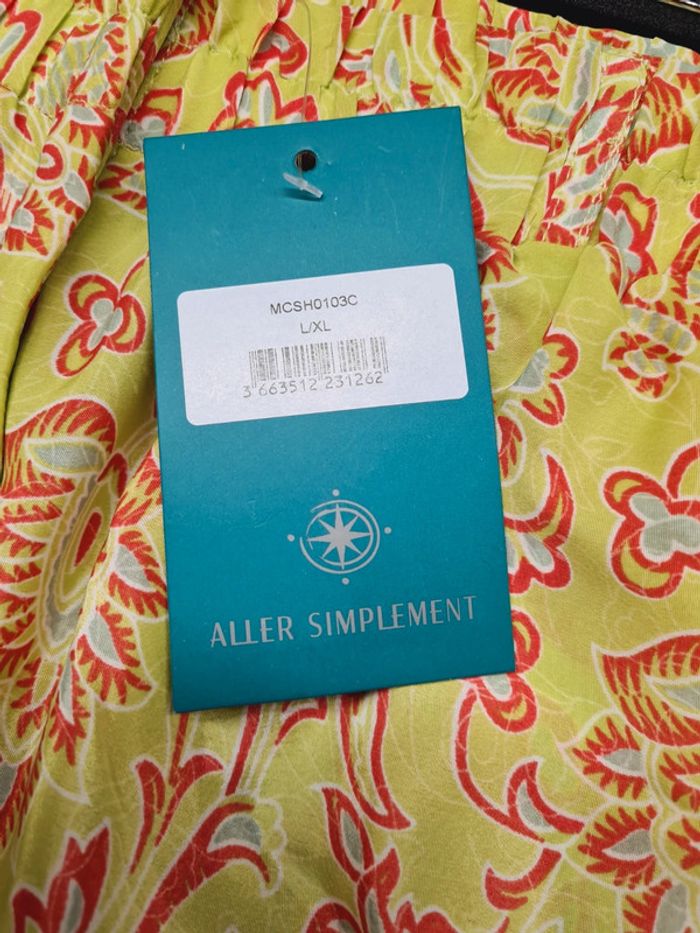 MCSH0103C
L/XL
3 663512 231262
ALLER SIMPLEMENT